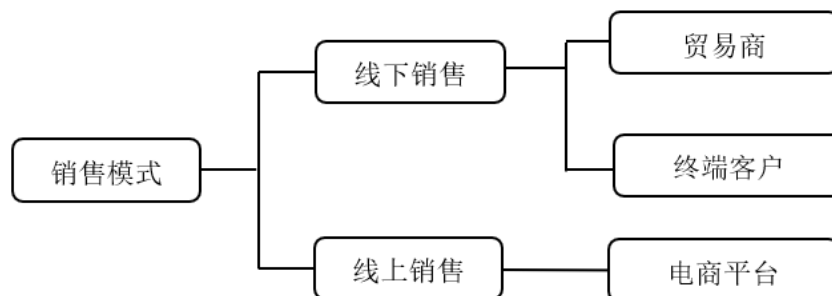 贸易商
线下销售
终端客户
销售模式
线上销售
电商平台